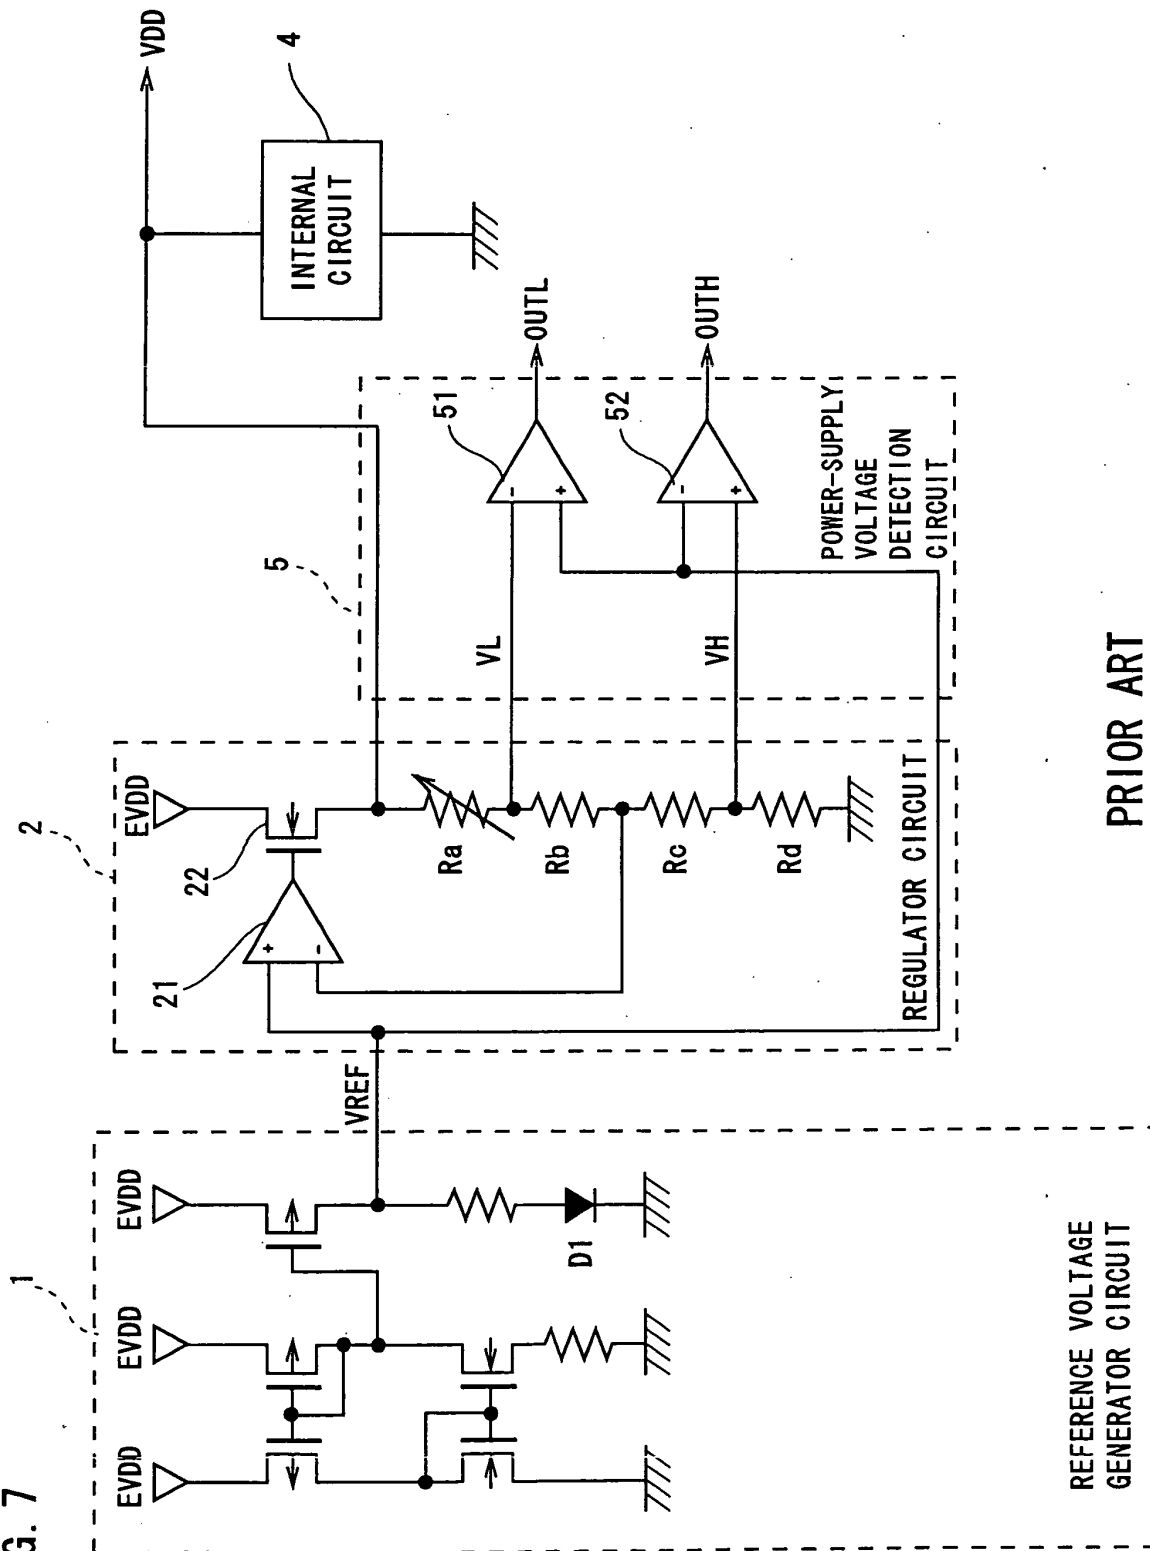 G. 7
1
EVDD
EVDD
EVDD
D1
REFERENCE VOLTAGE
GENERATOR CIRCUIT
VREF
2
EVDD
21
+
-
22
Ra
Rb
Rc
Rd
REGULATOR CIRCUIT
5
VL
VH
51
-
+
52
-
+
POWER-SUPPLY
VOLTAGE
DETECTION
CIRCUIT
OUTL
OUTH
INTERNAL
CIRCUIT
4
VDD
PRIOR ART